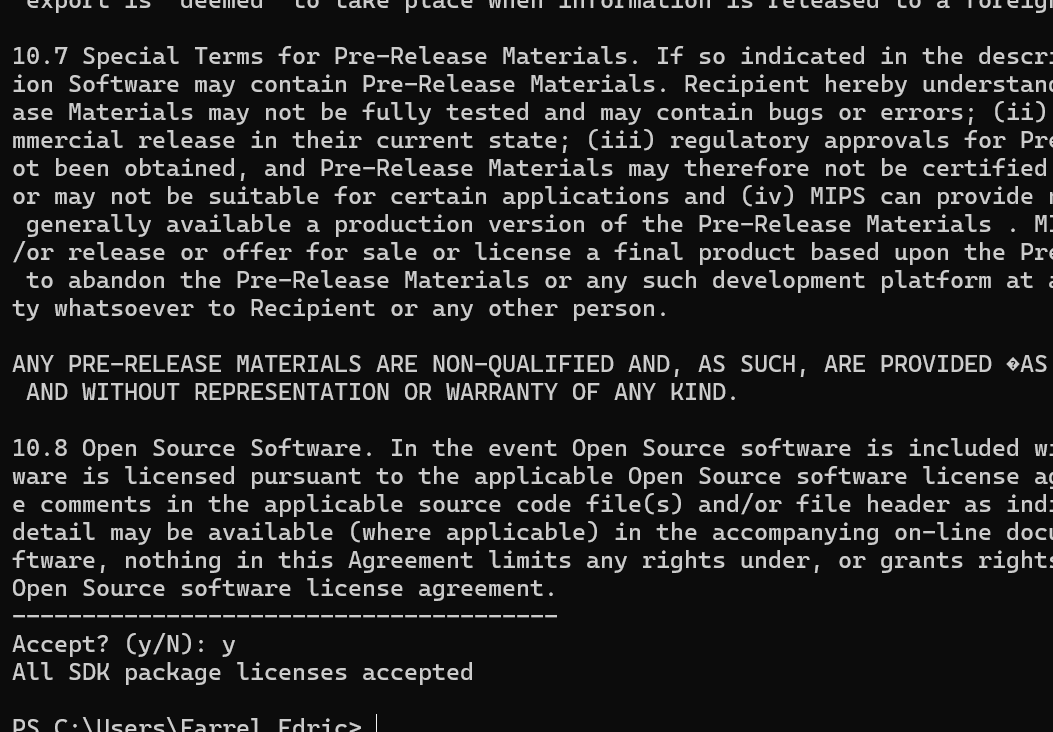 export is "deemed" to take place when information is released to a foreig
10.7 Special Terms for Pre-Release Materials. If so indicated in the descri
ion Software may contain Pre-Release Materials. Recipient hereby understand
ase Materials may not be fully tested and may contain bugs or errors; (ii)
mmercial release in their current state; (iii) regulatory approvals for Pre
ot been obtained, and Pre-Release Materials may therefore not be certified
or may not be suitable for certain applications and (iv) MIPS can provide
generally available a production version of the Pre-Release Materials . Mi
/or release or offer for sale or license a final product based upon the Pre
to abandon the Pre-Release Materials or any such development platform at a
ty whatsoever to Recipient or any other person.
ANY PRE-RELEASE MATERIALS ARE NON-QUALIFIED AND, AS SUCH, ARE PROVIDED �AS
AND WITHOUT REPRESENTATION OR WARRANTY OF ANY KIND.
10.8 Open Source Software. In the event Open Source software is included wi
ware is licensed pursuant to the applicable Open Source software license ag
e comments in the applicable source code file(s) and/or file header as indi
detail may be available (where applicable) in the accompanying on-line docu
ftware, nothing in this Agreement limits any rights under, or grants rights
Open Source software license agreement.
---------------------------------------
Accept? (y/N): y
All SDK package licenses accepted
PS C:\Users\Farrel Edric>